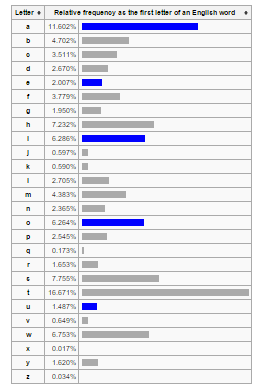 Letter Relative frequency as the first letter of an English word
a 11.602%
b 4.702%
c 3.511%
d 2.670%
e 2.007%
f 3.779%
g 1.950%
h 7.232%
i 6.286%
j 0.597%
k 0.590%
l 2.705%
m 4.383%
n 2.365%
o 6.264%
p 2.545%
q 0.173%
r 1.653%
s 7.755%
t 16.671%
u 1.487%
v 0.649%
w 6.753%
x 0.017%
y 1.620%
z 0.034%